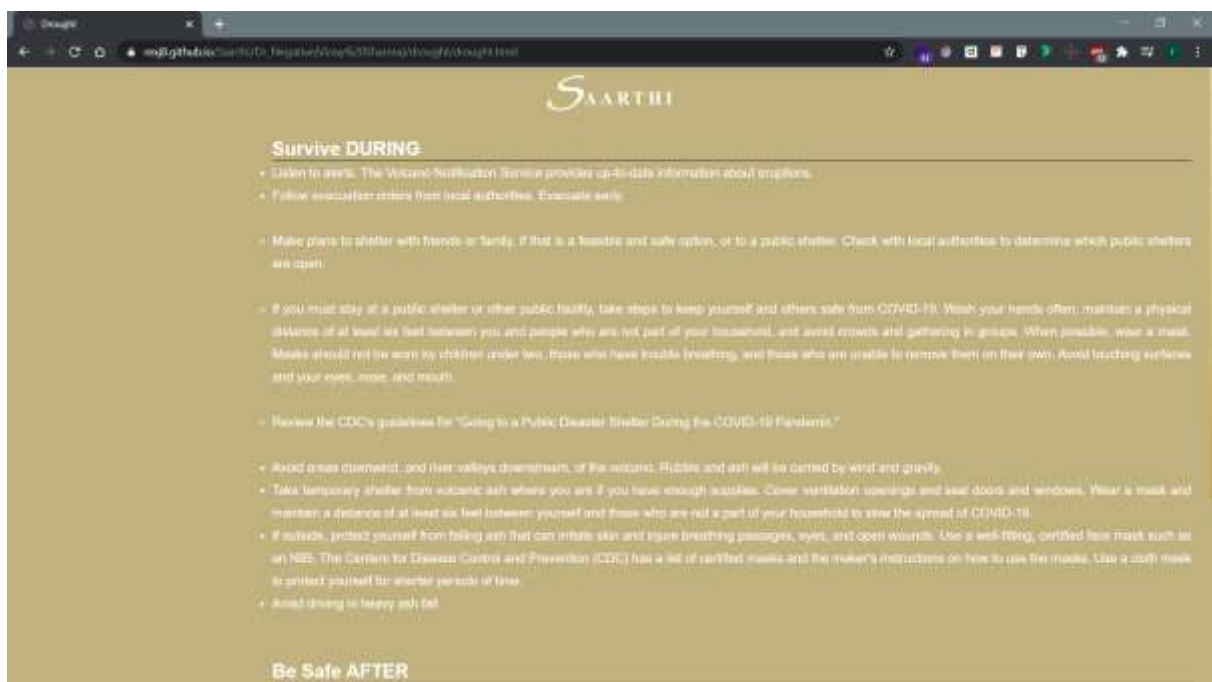 Drought
SAARTHI
Survive DURING
• Listen to alerts. The Volcano Notification Service provides up-to-date information about eruptions.
• Follow evacuation orders from local authorities. Evacuate early.
• Make plans to shelter with friends or family, if that is a feasible and safe option, or to a public shelter. Check with local authorities to determine which public shelters
are open.
• If you must stay at a public shelter or other public facility, take steps to keep yourself and others safe from COVID-19. Wash your hands often, maintain a physical
distance of at least six feet between you and people who are not part of your household, and avoid crowds and gathering in groups. When possible, wear a mask.
Masks should not be worn by children under two, those who have trouble breathing, and those who are unable to remove them on their own. Avoid touching surfaces
and your eyes, nose, and mouth.
• Review the CDC's guidelines for "Going to a Public Disaster Shelter During the COVID-19 Pandemic."
• Avoid areas downwind, and river valleys downstream, of the volcano. Rubble and ash will be carried by wind and gravity.
• Take temporary shelter from volcanic ash where you are if you have enough supplies. Cover ventilation openings and seal doors and windows. Wear a mask and
maintain a distance of at least six feet between yourself and those who are not a part of your household to slow the spread of COVID-19.
• If outside, protect yourself from falling ash that can irritate skin and injure breathing passages, eyes, and open wounds. Use a well-fitting, certified face mask such as
an N95. The Centers for Disease Control and Prevention (CDC) has a list of certified masks and the maker's instructions on how to use the masks. Use a cloth mask
to protect yourself for shorter periods of time.
• Avoid driving in heavy ash fall.
Be Safe AFTER